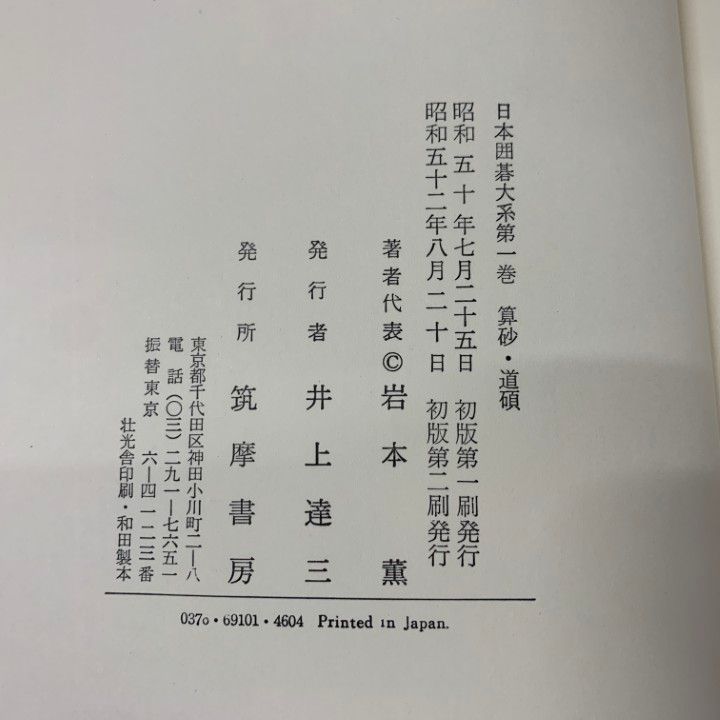 日本囲碁大系第一巻　算砂・道碩
昭和五十年七月二十五日　初版第一刷発行
昭和五十二年八月二十日　初版第二刷発行
著者代表©岩本薫
発行者　井上達三
発行所　筑摩書房
東京都千代田区神田小川町二―八
電話(〇三)二九一―七六五一
振替東京　六―四一二三番
壮光舎印刷・和田製本
0370・69101・4604 Printed in Japan.